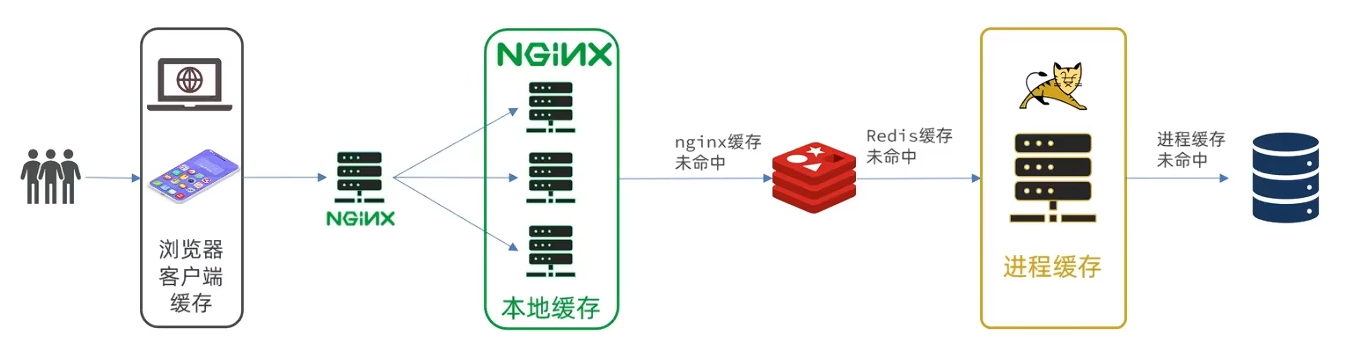 浏览器
客户端
缓存
NGINX
NGINX
本地缓存
nginx缓存
未命中
Redis缓存
未命中
进程缓存
进程缓存
未命中